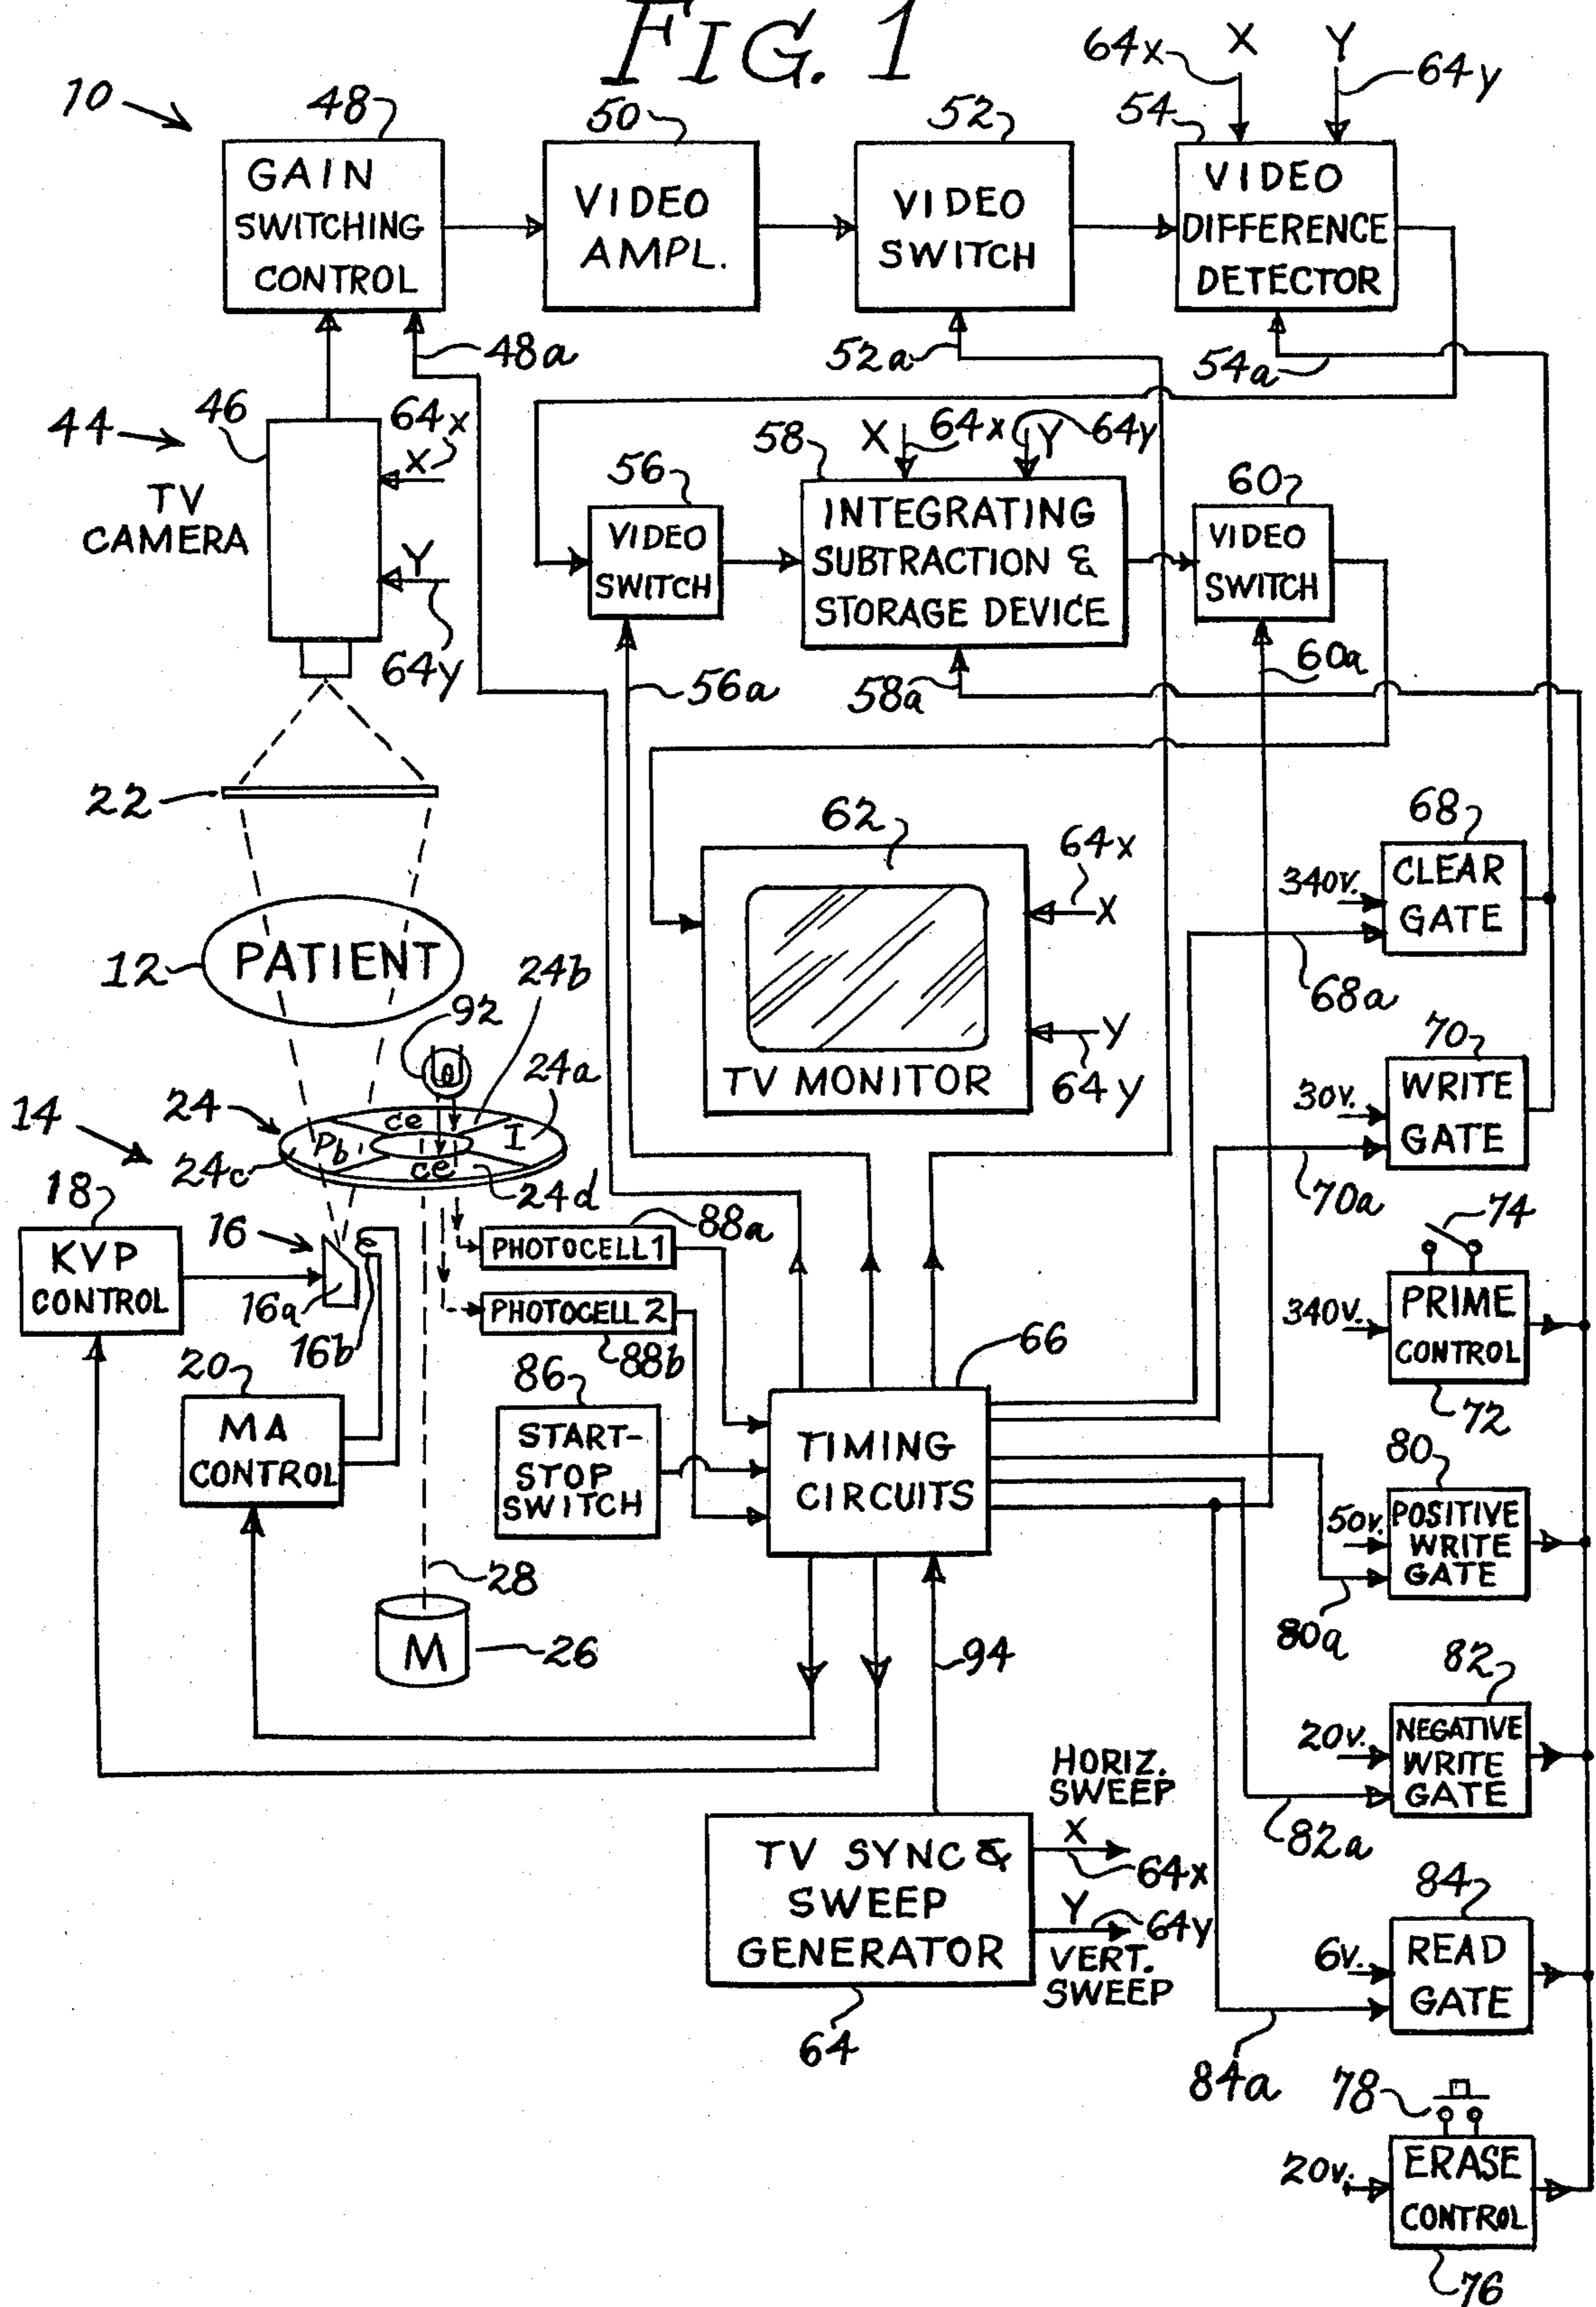 FIG. 1
10
48
50
52
54
64x
X
Y
64y
GAIN
SWITCHING
CONTROL
VIDEO
AMPL.
VIDEO
SWITCH
VIDEO
DIFFERENCE
DETECTOR
48a
52a
54a
44
46
64x
X
TV
CAMERA
Y
64y
56
VIDEO
SWITCH
56a
58
X
64x
Y
64y
INTEGRATING
SUBTRACTION &
STORAGE DEVICE
58a
60
VIDEO
SWITCH
60a
22
12
PATIENT
62
TV MONITOR
64x
X
Y
64y
68
340V.
CLEAR
GATE
68a
70
30V.
WRITE
GATE
70a
92
24b
24a
24
14
ce
I
Pb
ce
24c
24d
18
KVP
CONTROL
16
16a
16b
88a
PHOTOCELL 1
PHOTOCELL 2
88b
20
MA
CONTROL
86
START-
STOP
SWITCH
66
TIMING
CIRCUITS
74
340V.
PRIME
CONTROL
72
80
50V.
POSITIVE
WRITE
GATE
80a
28
M
26
94
82
20V.
NEGATIVE
WRITE
GATE
82a
HORIZ.
SWEEP
X
64x
TV SYNC &
SWEEP
GENERATOR
Y
64y
VERT.
SWEEP
64
84
6V.
READ
GATE
84a
78
20V.
ERASE
CONTROL
76